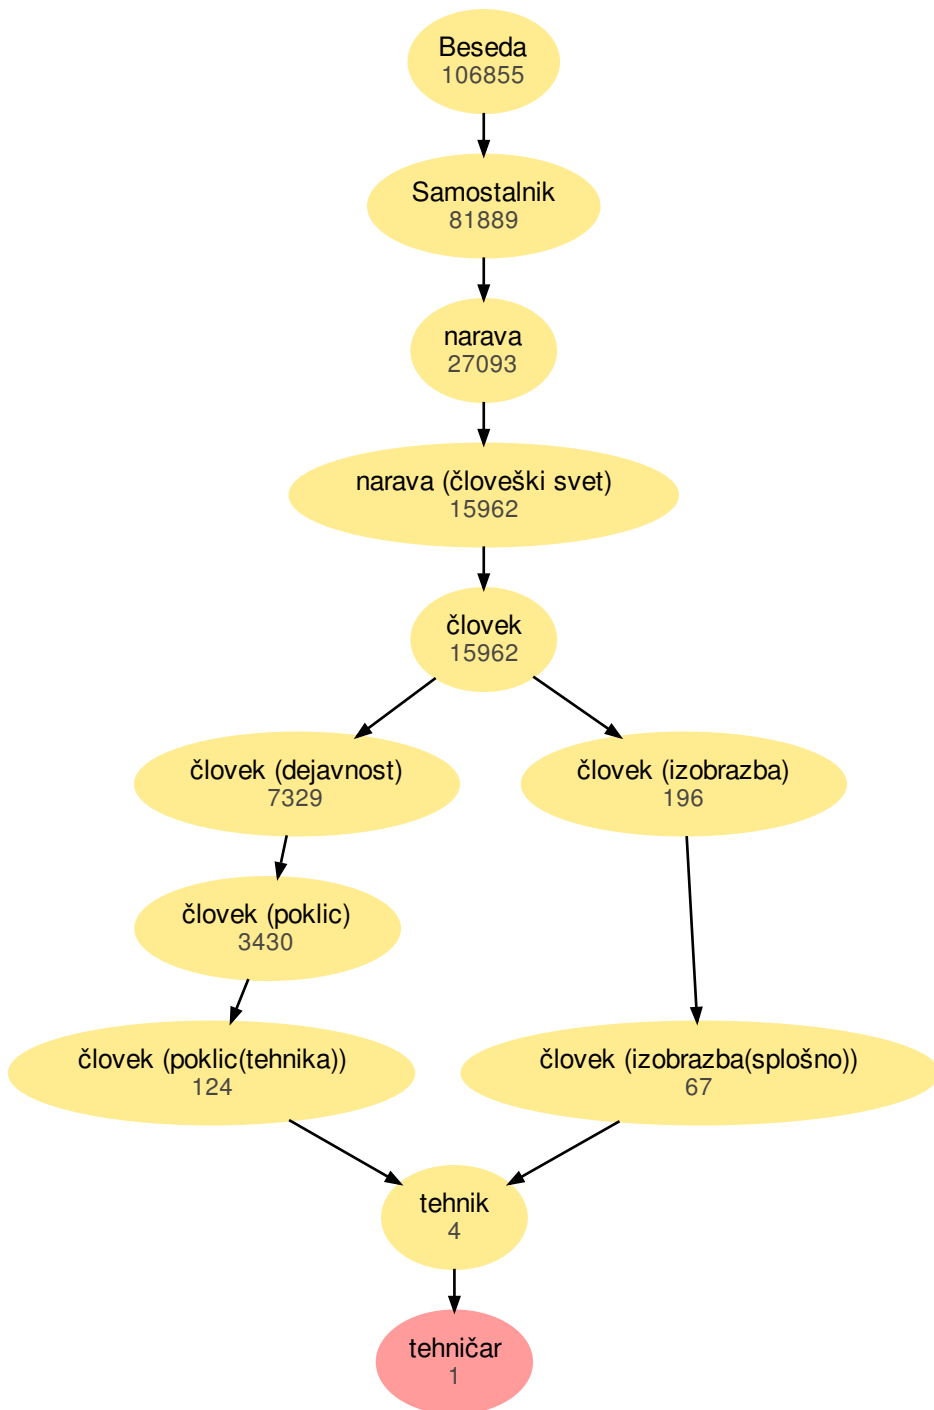 Beseda
106855
Samostalnik
81889
narava
27093
narava (človeški svet)
15962
človek
15962
človek (dejavnost)
7329
človek (izobrazba)
196
človek (poklic)
3430
človek (poklic(tehnika))
124
človek (izobrazba(splošno))
67
tehnik
4
tehničar
1